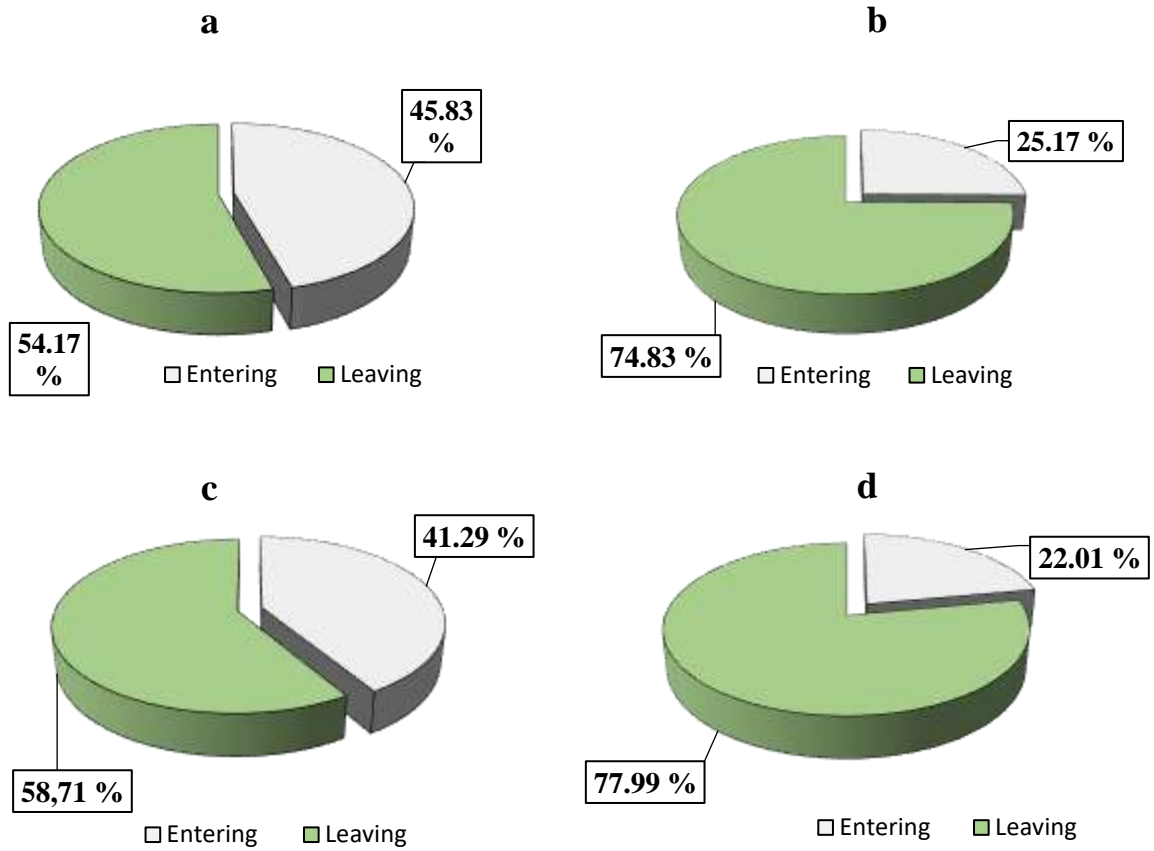 a
45.83
%
54.17
%
Entering Leaving
b
25.17 %
74.83 %
Entering Leaving
c
41.29 %
58,71 %
Entering Leaving
d
22.01 %
77.99 %
Entering Leaving